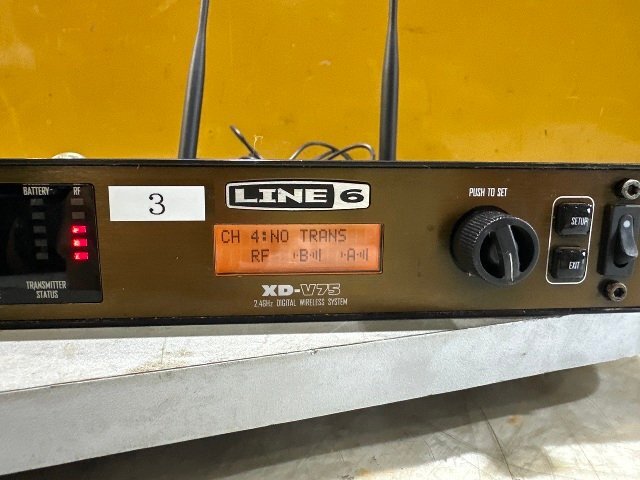 BATTERY
RF
3
LINE 6
PUSH TO SET
CH 4:NO TRANS
RF B A
SETUP
EXIT
TRANSMITTER
STATUS
XD-V75
2.4GHz DIGITAL WIRELESS SYSTEM